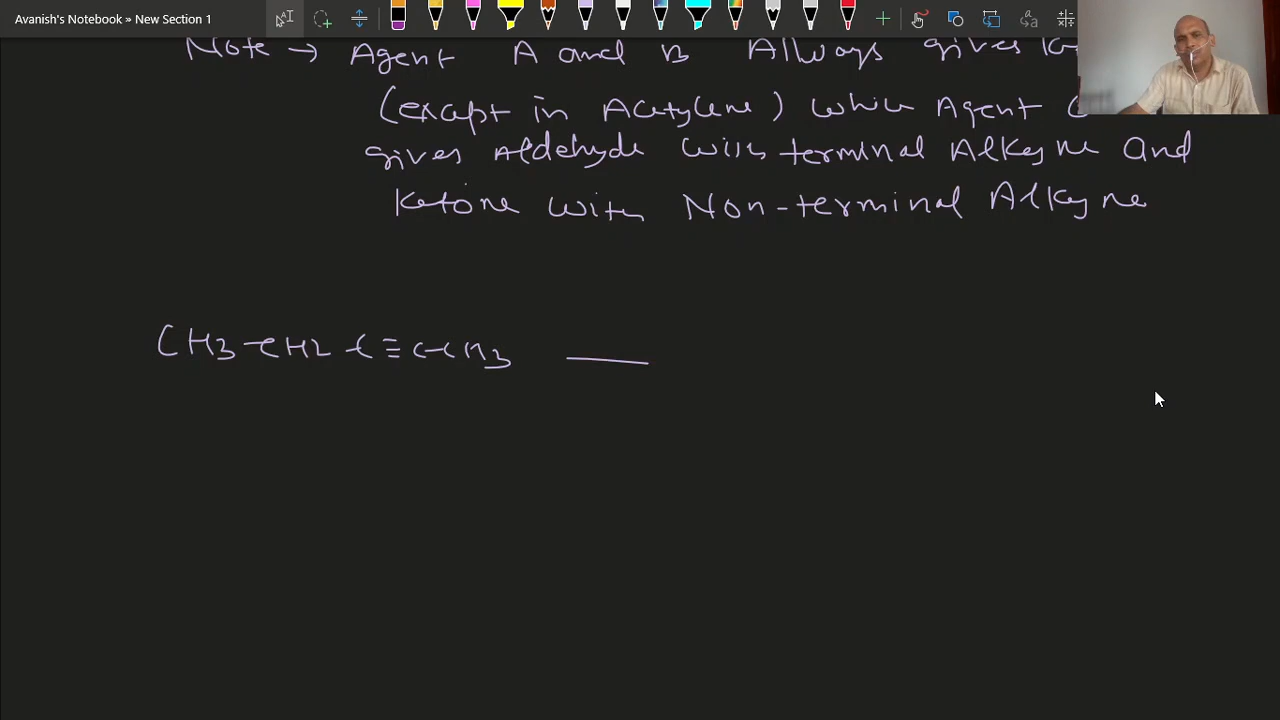 Avanish's Notebook » New Section 1
Note → Agent A and B Always gives
(except in Acetylene) while Agent
gives Aldehyde with terminal Alkyne and
Ketone with Non-terminal Alkyne
CH3-CH2-C≡C-CH3